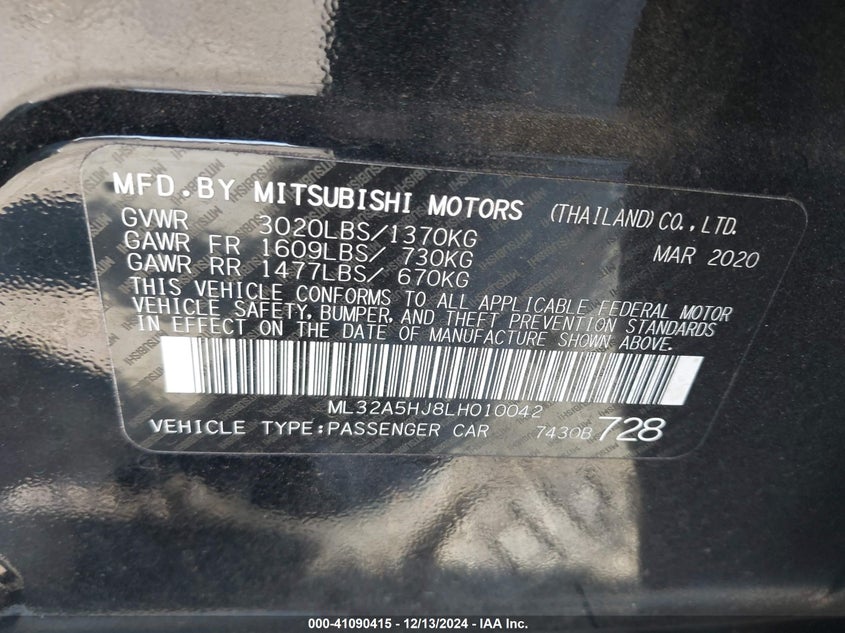 MFD.BY MITSUBISHI MOTORS (THAILAND)CO.,LTD.
GVWR 3020LBS/1370KG
GAWR FR 1609LBS/ 730KG MAR 2020
GAWR RR 1477LBS/ 670KG
THIS VEHICLE CONFORMS TO ALL APPLICABLE FEDERAL MOTOR
VEHICLE SAFETY, BUMPER, AND THEFT PREVENTION STANDARDS
IN EFFECT ON THE DATE OF MANUFACTURE SHOWN ABOVE.
ML32A5HJ8LH010042
VEHICLE TYPE:PASSENGER CAR 7430B 728
000-41090415 - 12/13/2024 - IAA Inc.